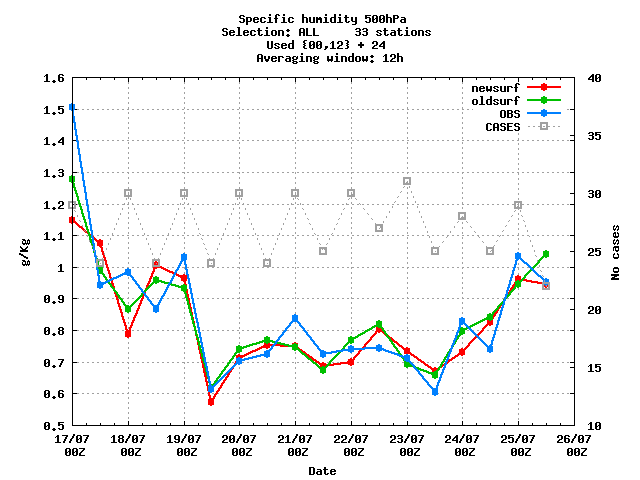 Specific humidity 500hPa
Selection: ALL     33 stations
Used {00,12} + 24
Averaging window: 12h
newsurf
oldsurf
OBS
CASES
1.6
1.5
1.4
1.3
1.2
1.1
1
0.9
0.8
0.7
0.6
0.5
g/Kg
40
35
30
25
20
15
10
No cases
17/07 18/07 19/07 20/07 21/07 22/07 23/07 24/07 25/07 26/07
00Z 00Z 00Z 00Z 00Z 00Z 00Z 00Z 00Z 00Z
Date